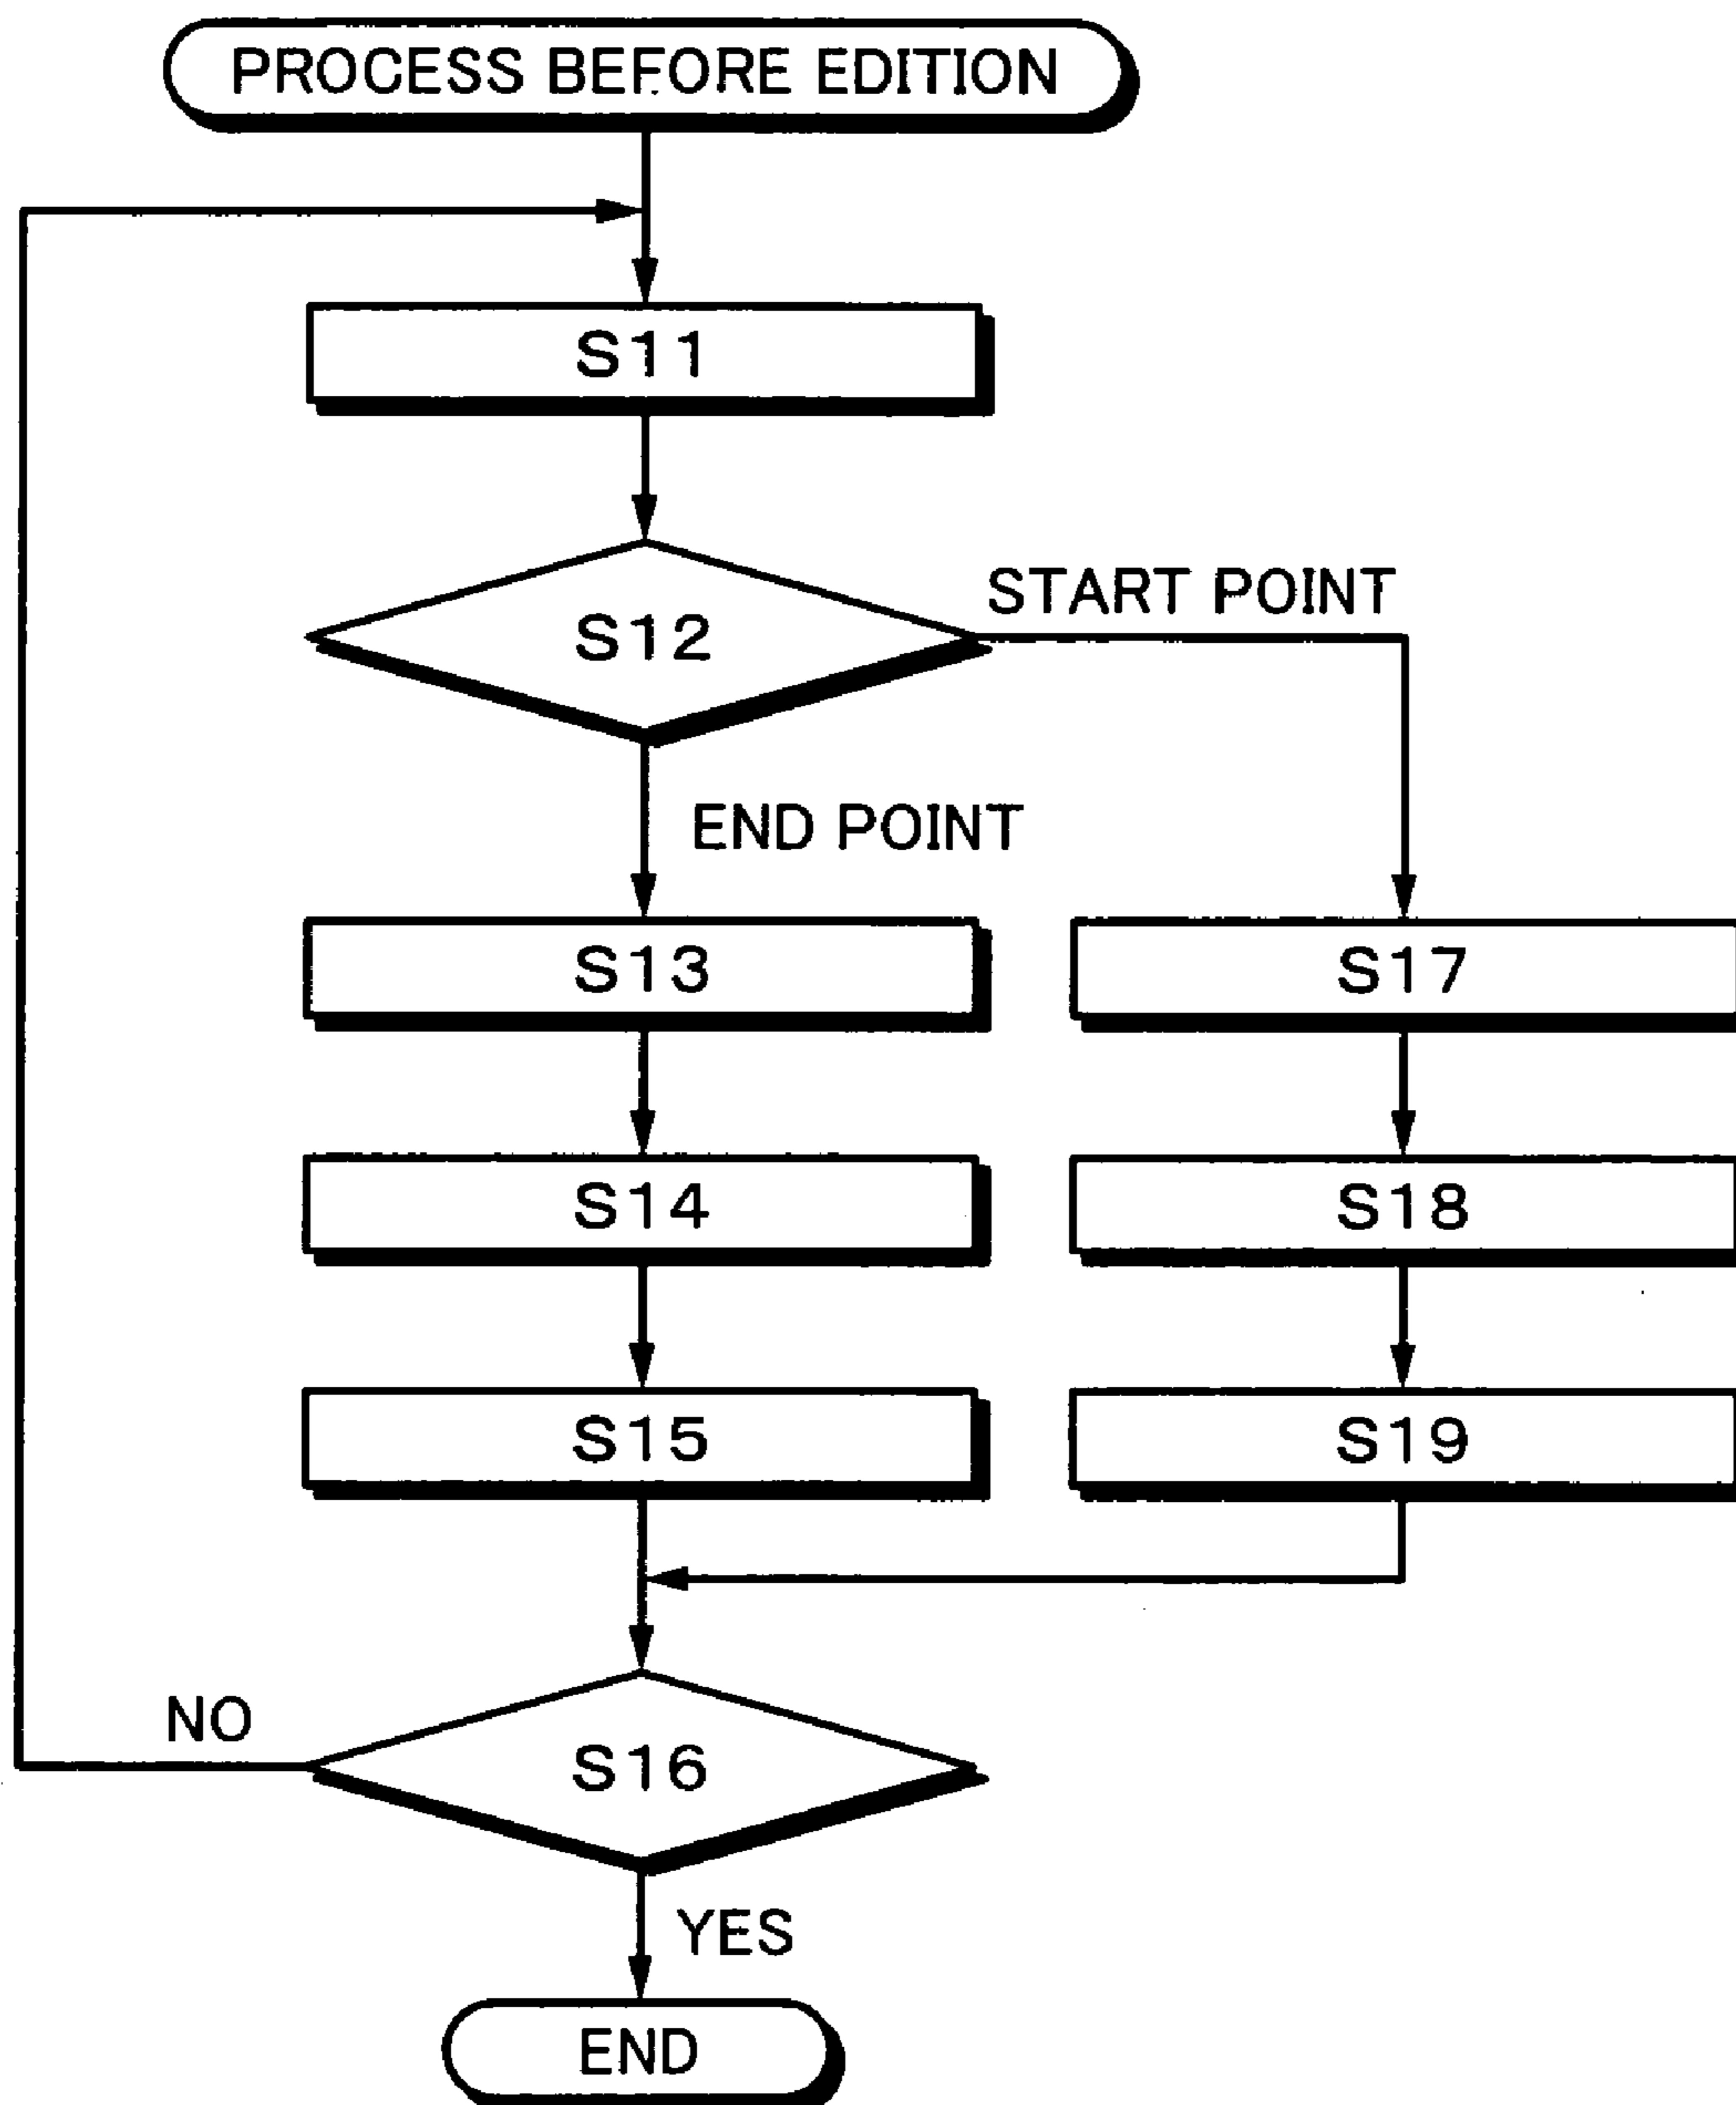 PROCESS BEFORE EDITION
S11
S12
START POINT
END POINT
S13
S17
S14
S18
S15
S19
NO
S16
YES
END